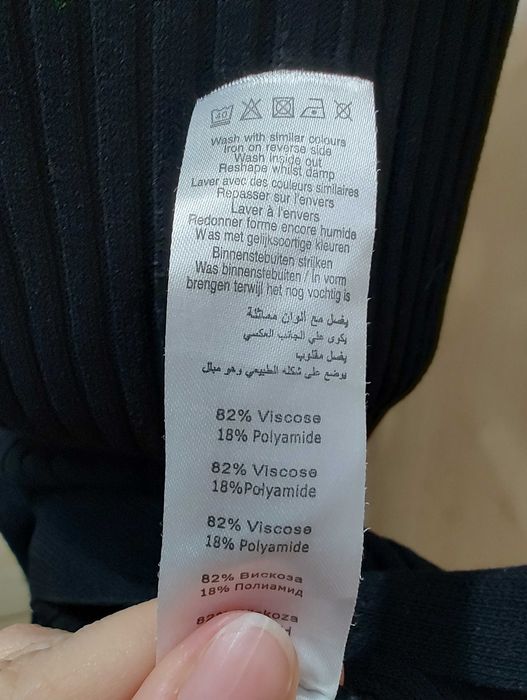 40
Wash with similar colours
Iron on reverse side
Wash inside out
Reshape whilst damp
Laver avec des couleurs similaires
Repasser sur l'envers
Laver à l'envers
Redonner forme encore humide
Was met gelijksoortige kleuren
Binnenstebuiten strijken
Was binnenstebuiten / In vorm
brengen terwijl het nog vochtig is
يغسل مع ألوان مماثلة
يكوى علي الجانب العكسي
يغسل مقلوب
يوضع على شكله الطبيعي وهو مبلل
82% Viscose
18% Polyamide
82% Viscose
18%Polyamide
82% Viscose
18% Polyamide
82% Вискоза
18% Полиамид